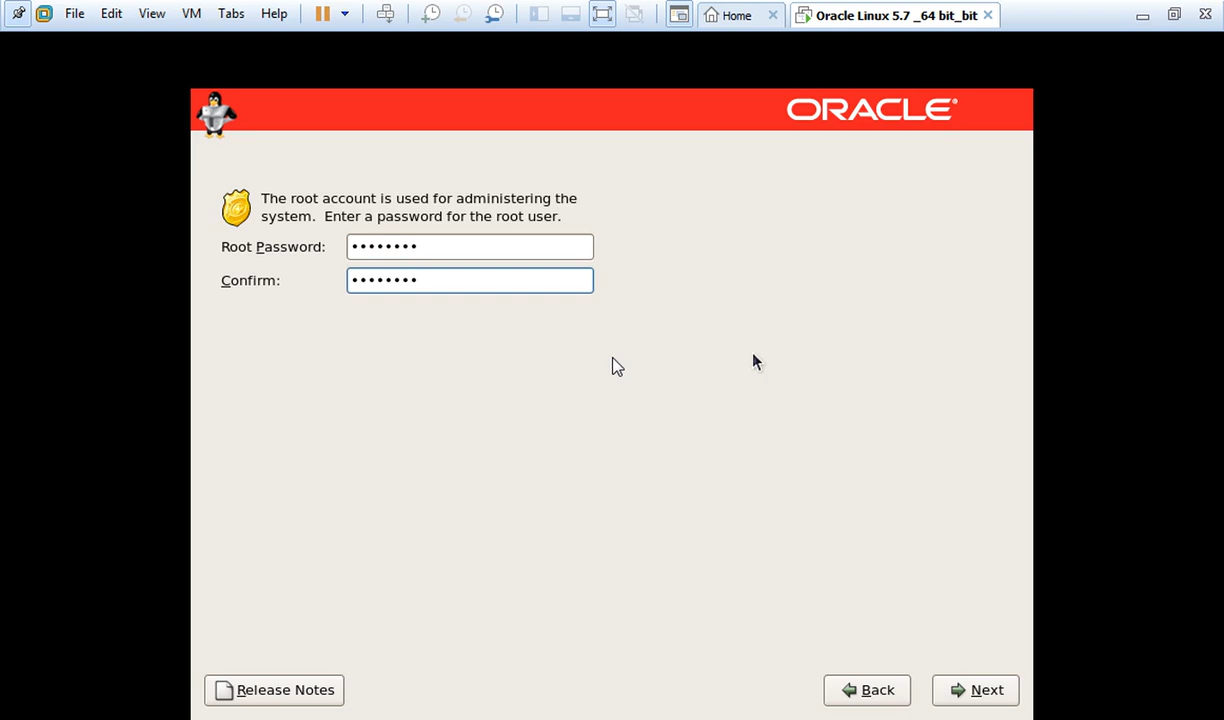 File Edit View VM Tabs Help Home Oracle Linux 5.7 _64 bit_bit
ORACLE®
The root account is used for administering the
system. Enter a password for the root user.
Root Password: ••••••••
Confirm: ••••••••
Release Notes Back Next